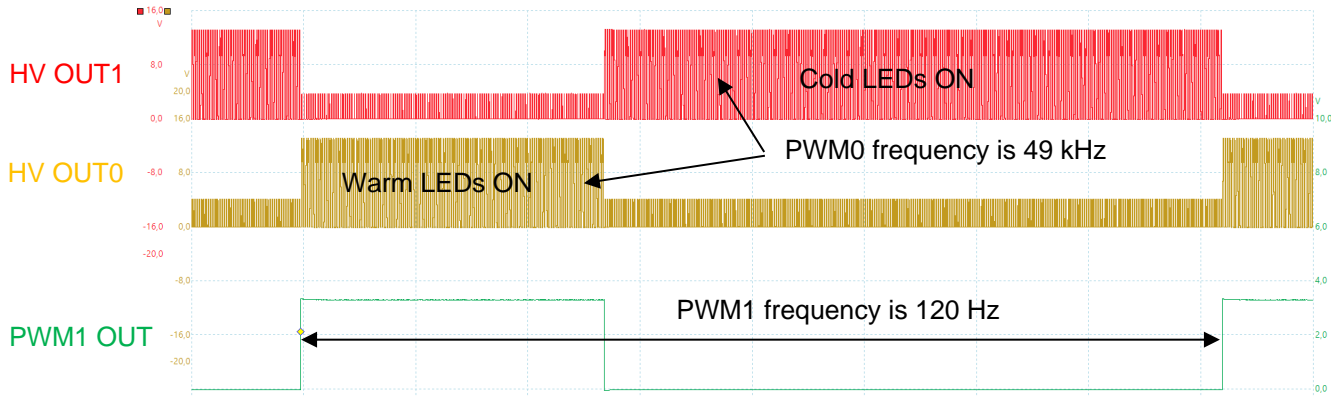 16,0
V
HV OUT1
8,0
Cold LEDs ON
V
20,0
0,0
16,0
V
10,0
PWM0 frequency is 49 kHz
HV OUT0
-8,0
8,0
Warm LEDs ON
8,0
-16,0
0,0
6,0
-20,0
-8,0
4,0
PWM1 frequency is 120 Hz
PWM1 OUT
-16,0
2,0
-20,0
0,0